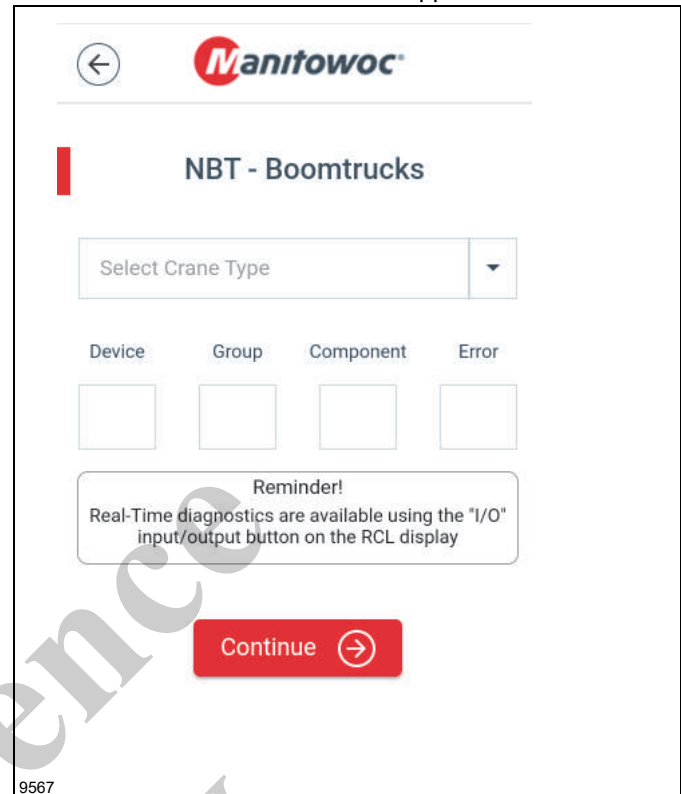 Manitowoc
NBT - Boomtrucks
Select Crane Type
Device Group Component Error
Reminder!
Real-Time diagnostics are available using the "I/O"
input/output button on the RCL display
Continue
9567